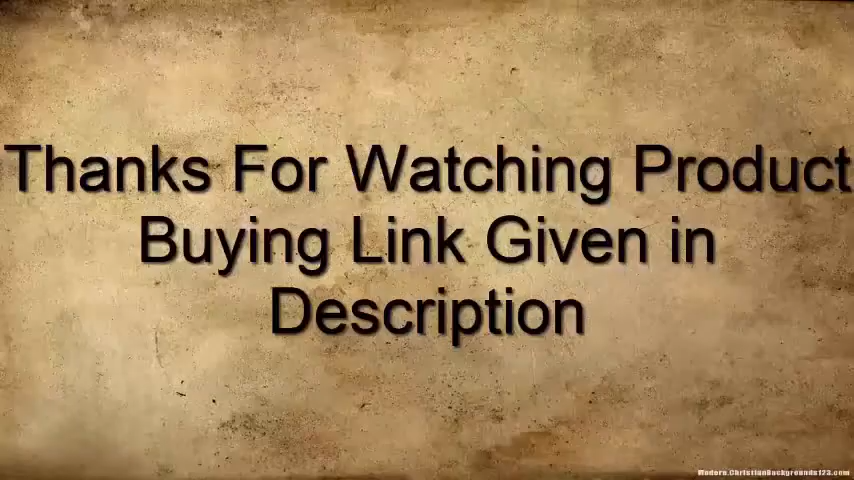 Thanks For Watching Product
Buying Link Given in
Description
Modern.ChristianBackgrounds123.com